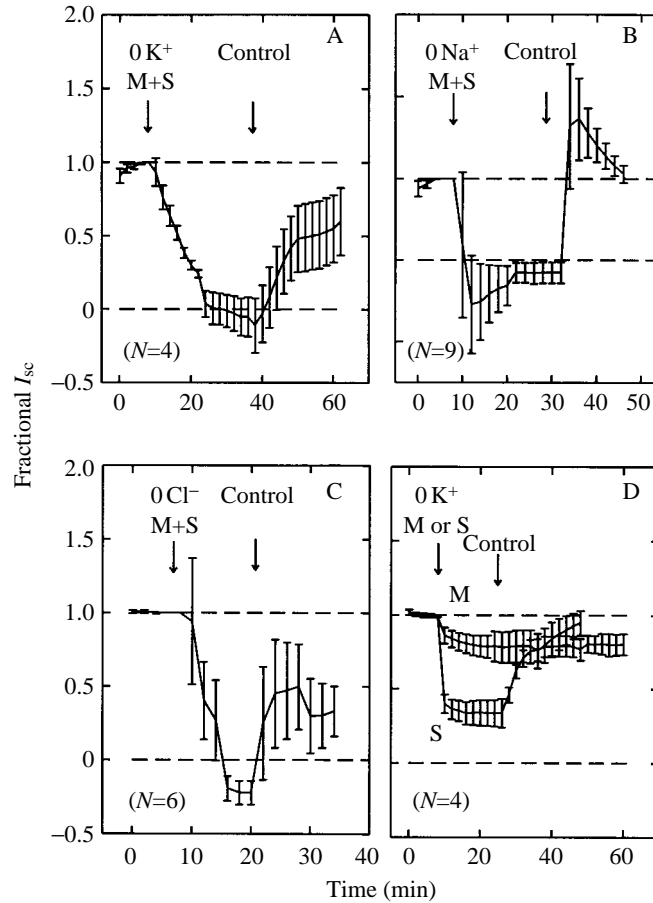 2.0
1.5
1.0
0.5
0
–0.5
A
0 K+
M+S
Control
(N=4)
0 20 40 60
B
0 Na+
M+S
Control
(N=9)
0 10 20 30 40 50
Fractional Isc
2.0
1.5
1.0
0.5
0
–0.5
C
0 Cl−
M+S
Control
(N=6)
0 10 20 30 40
D
0 K+
M or S
Control
M
S
(N=4)
0 20 40 60
Time (min)